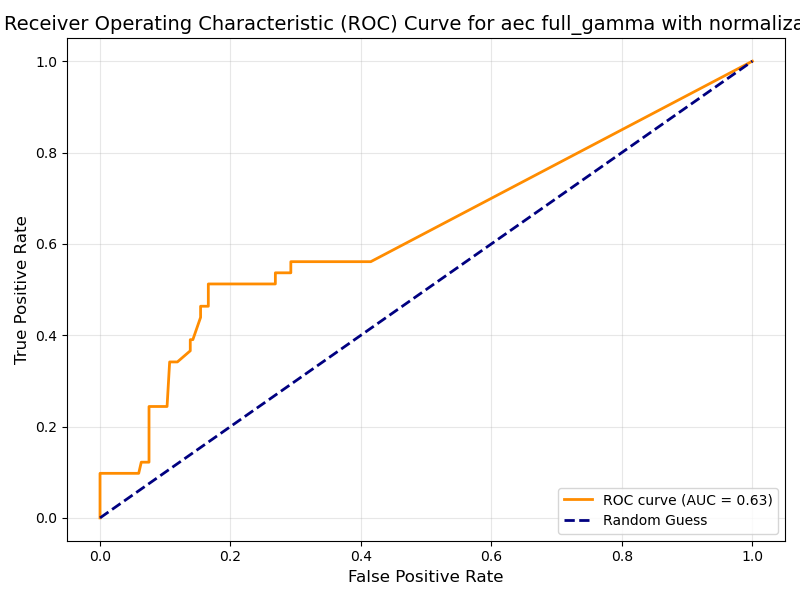 Receiver Operating Characteristic (ROC) Curve for aec full_gamma with normaliza
1.0
0.8
0.6
0.4
0.2
0.0
True Positive Rate
ROC curve (AUC = 0.63)
Random Guess
0.0 0.2 0.4 0.6 0.8 1.0
False Positive Rate